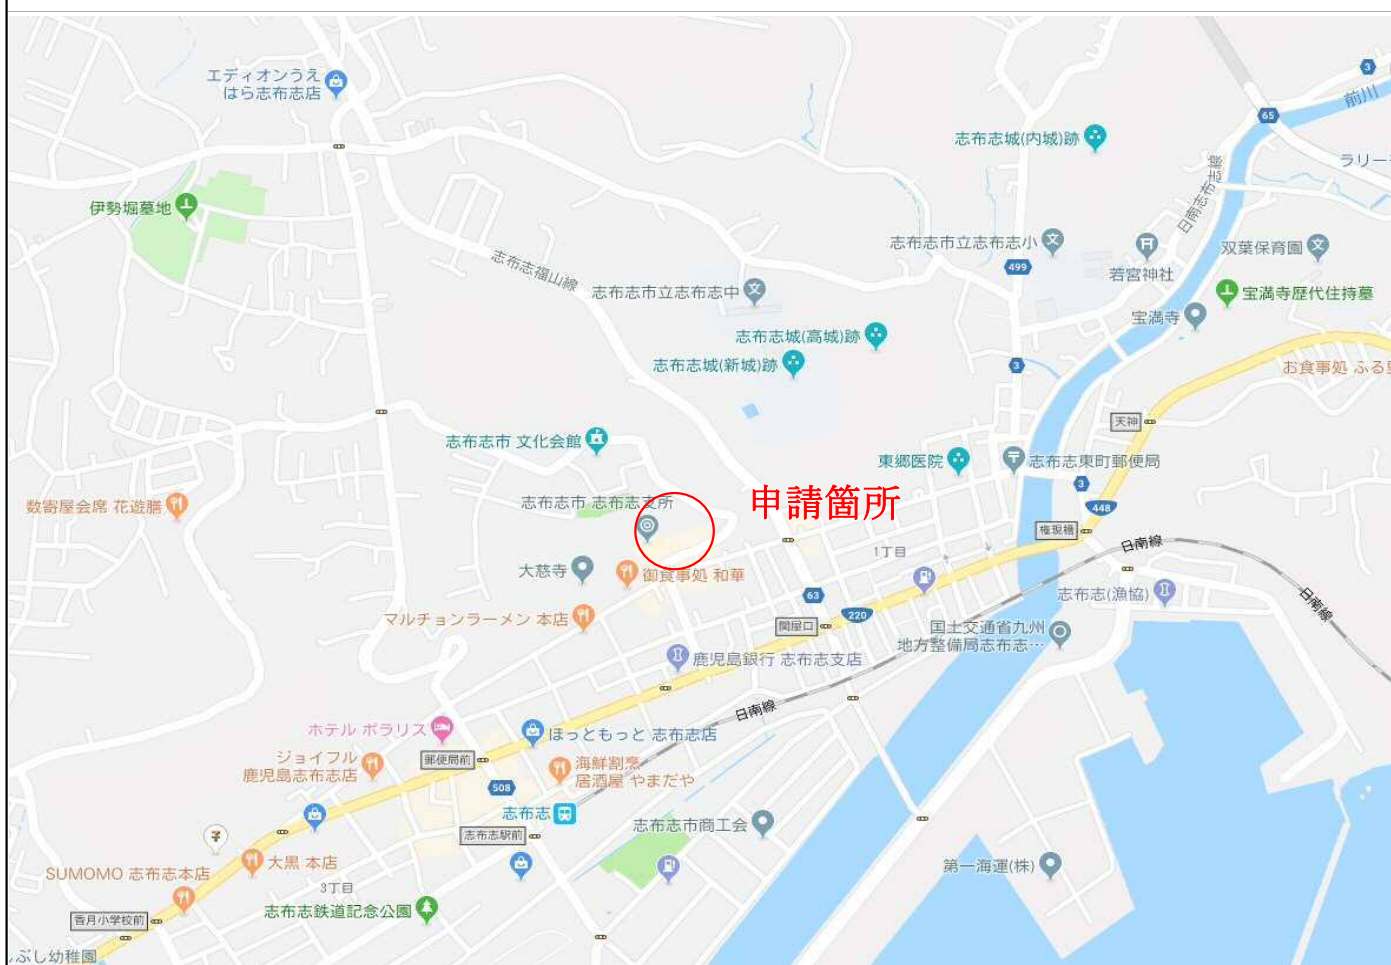 エディオンうえ
はら志布志店
3
前川
65
志布志城(内城)跡
ラリー
日南志布志線
伊勢堀墓地
志布志市立志布志小
499
若宮神社
双葉保育園
志布志福山線
志布志市立志布志中
宝満寺歴代住持墓
宝満寺
志布志城(高城)跡
志布志城(新城)跡
3
お食事処 ふる
天神
志布志市 文化会館
東郷医院
志布志東町郵便局
3
数寄屋会席 花遊膳
志布志市 志布志支所
申請箇所
448
権現橋
1丁目
日南線
大慈寺
御食事処 和華
63
志布志(漁協)
日南線
マルチョンラーメン 本店
220
関屋口
国土交通省九州
地方整備局志布志…
鹿児島銀行 志布志支店
日南線
ホテル ポラリス
ほっともっと 志布志店
ジョイフル
鹿児島志布志店
郵便局前
海鮮割烹
居酒屋 やまだや
508
志布志
志布志市商工会
志布志駅前
大黒 本店
SUMOMO 志布志本店
第一海運(株)
3丁目
志布志鉄道記念公園
香月小学校前
ぶし幼稚園